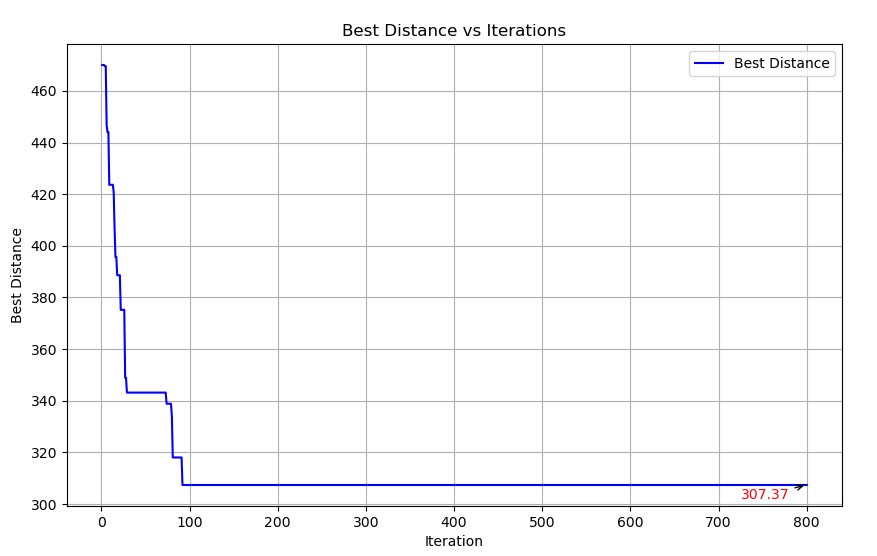 Best Distance vs Iterations
Best Distance
460
440
420
400
380
360
340
320
300
Best Distance
307.37
0 100 200 300 400 500 600 700 800
Iteration